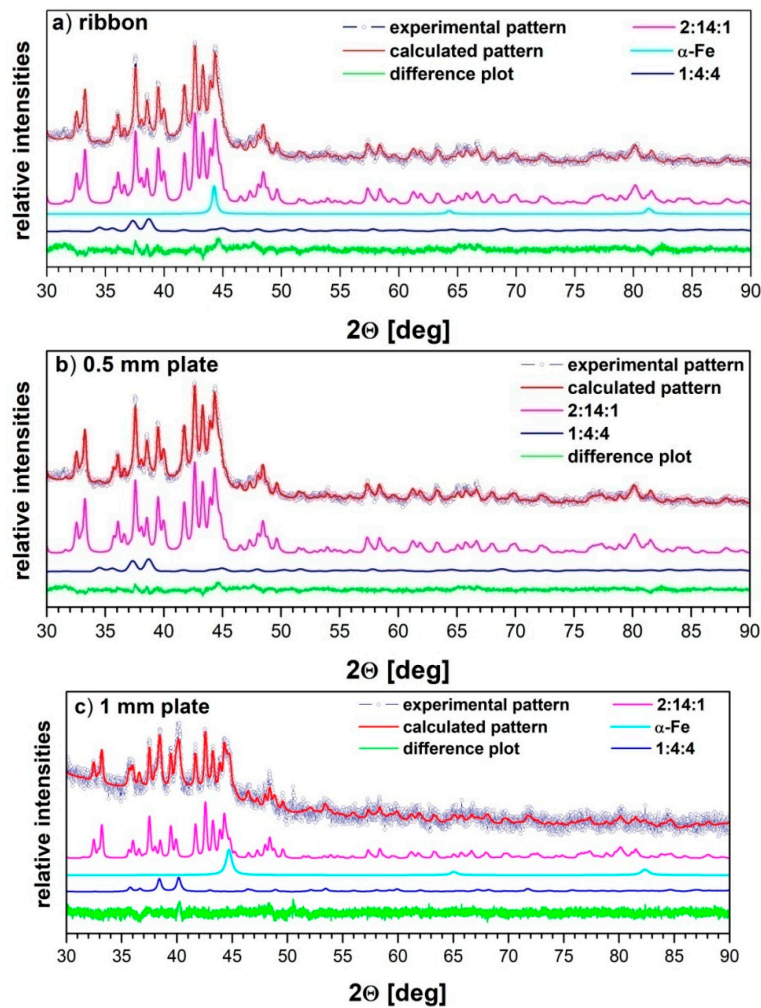 a) ribbon
experimental pattern
calculated pattern
difference plot
2:14:1
α-Fe
1:4:4
relative intensities
30 35 40 45 50 55 60 65 70 75 80 85 90
2Θ [deg]
b) 0.5 mm plate
experimental pattern
calculated pattern
2:14:1
1:4:4
difference plot
relative intensities
30 35 40 45 50 55 60 65 70 75 80 85 90
2Θ [deg]
c) 1 mm plate
experimental pattern
calculated pattern
difference plot
2:14:1
α-Fe
1:4:4
relative intensities
30 35 40 45 50 55 60 65 70 75 80 85 90
2Θ [deg]